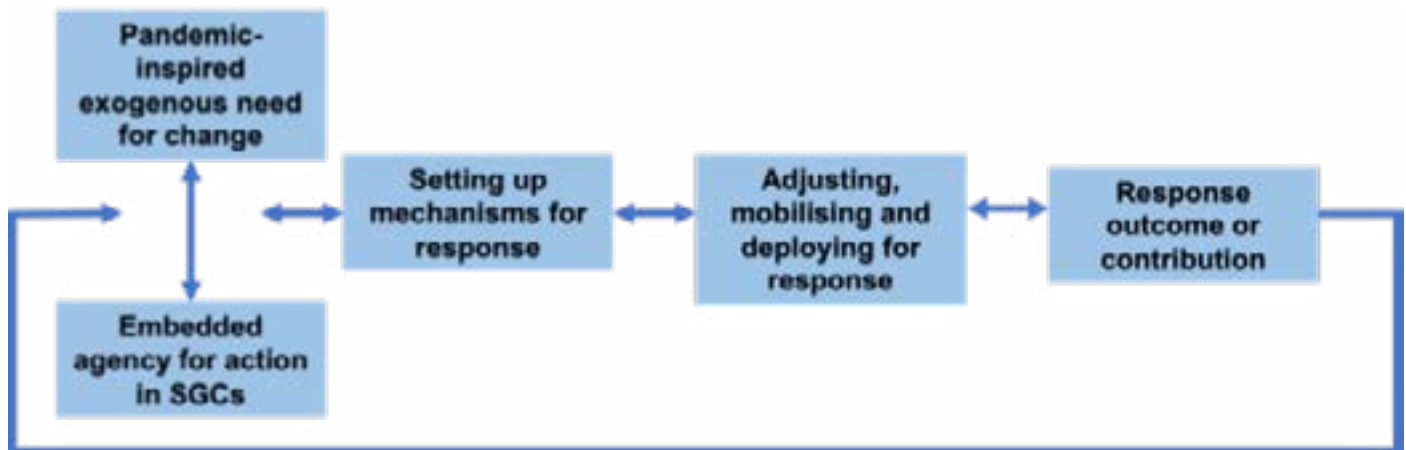 Pandemic-
inspired
exogenous need
for change
Setting up
mechanisms for
response
Adjusting,
mobilising and
deploying for
response
Response
outcome or
contribution
Embedded
agency for action
in SGCs